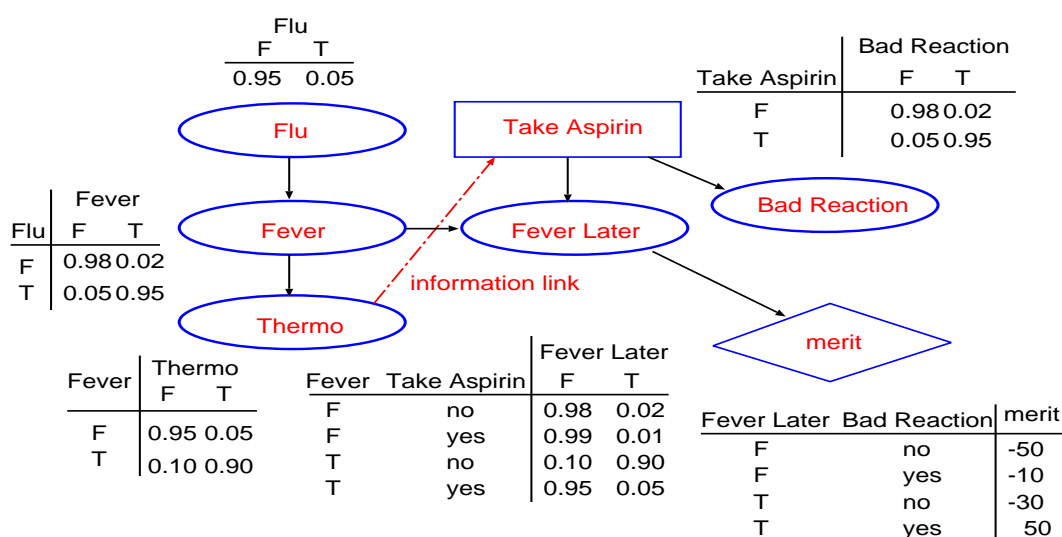 Flu
F T
0.95 0.05
Flu
Take Aspirin
Bad Reaction
Take Aspirin F T
F 0.98 0.02
T 0.05 0.95
Fever
Flu F T
F 0.98 0.02
T 0.05 0.95
Fever
Fever Later
Bad Reaction
information link
Thermo
merit
Thermo
Fever F T
F 0.95 0.05
T 0.10 0.90
Fever Later
Fever Take Aspirin F T
F no 0.98 0.02
F yes 0.99 0.01
T no 0.10 0.90
T yes 0.95 0.05
Fever Later Bad Reaction merit
F no -50
F yes -10
T no -30
T yes 50